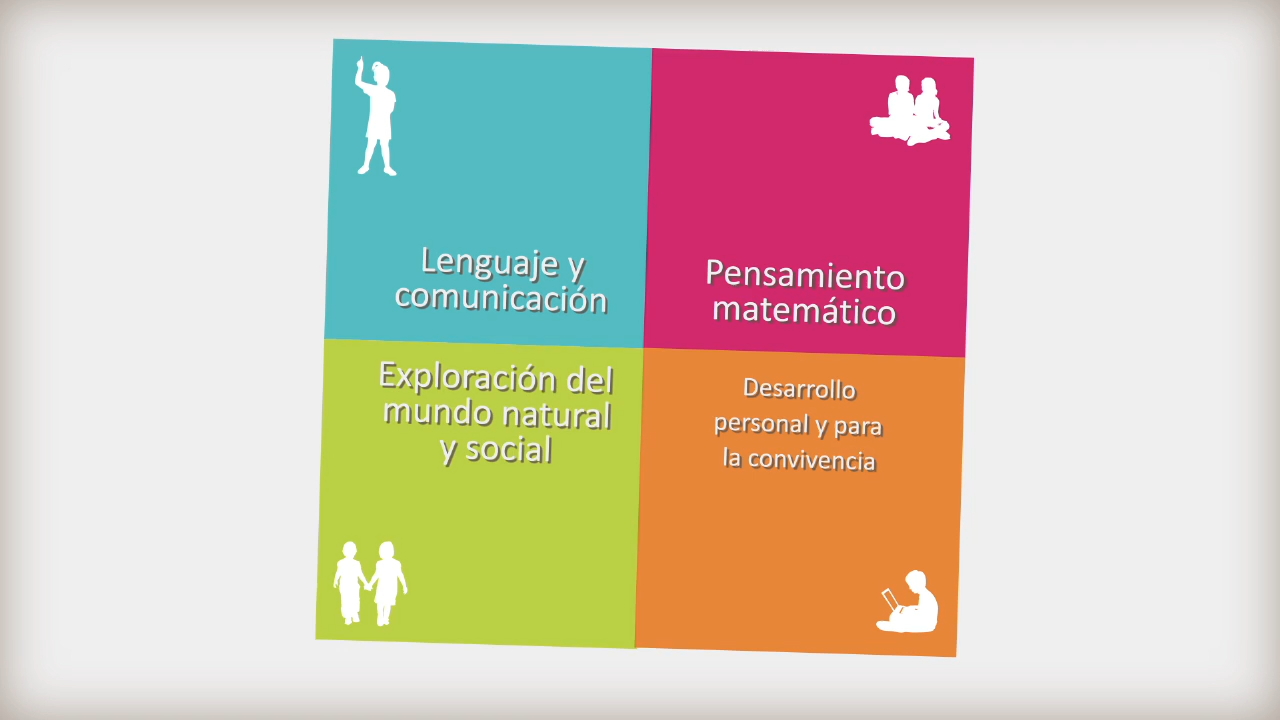 Lenguaje y
comunicación
Pensamiento
matemático
Exploración del
mundo natural
y social
Desarrollo
personal y para
la convivencia